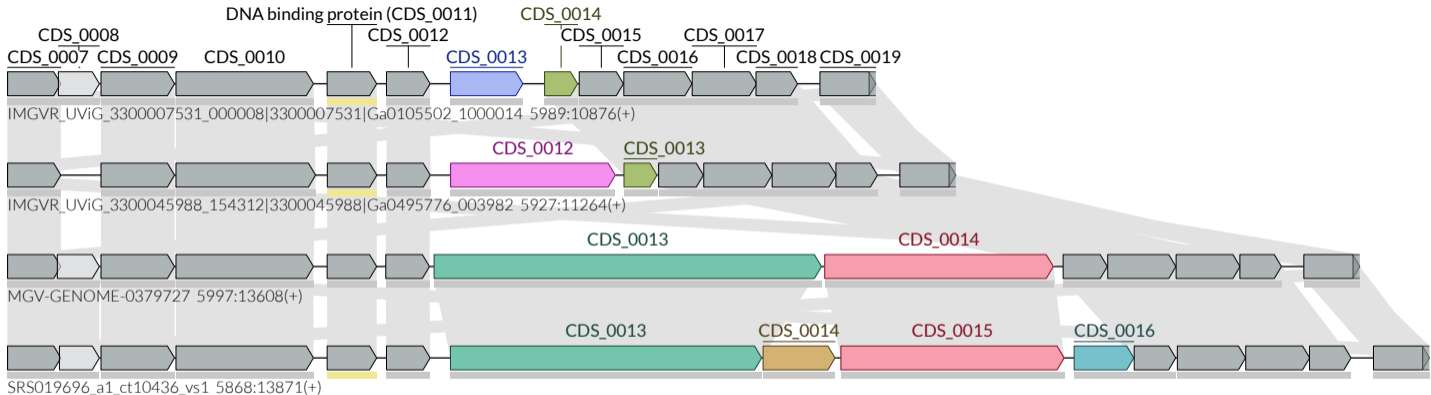 DNA binding protein (CDS_0011) CDS_0014
CDS_0008 CDS_0012 CDS_0015 CDS_0017
CDS_0007 CDS_0009 CDS_0010 CDS_0013 CDS_0016 CDS_0018 CDS_0019
IMGVR_UViG_3300007531_000008|3300007531|Ga0105502_1000014 5989:10876(+)
CDS_0012 CDS_0013
IMGVR_UViG_3300045988_154312|3300045988|Ga0495776_003982 5927:11264(+)
CDS_0013 CDS_0014
MGV-GENOME-0379727 5997:13608(+)
CDS_0013 CDS_0014 CDS_0015 CDS_0016
SRS019696_a1_ct10436_vs1 5868:13871(+)